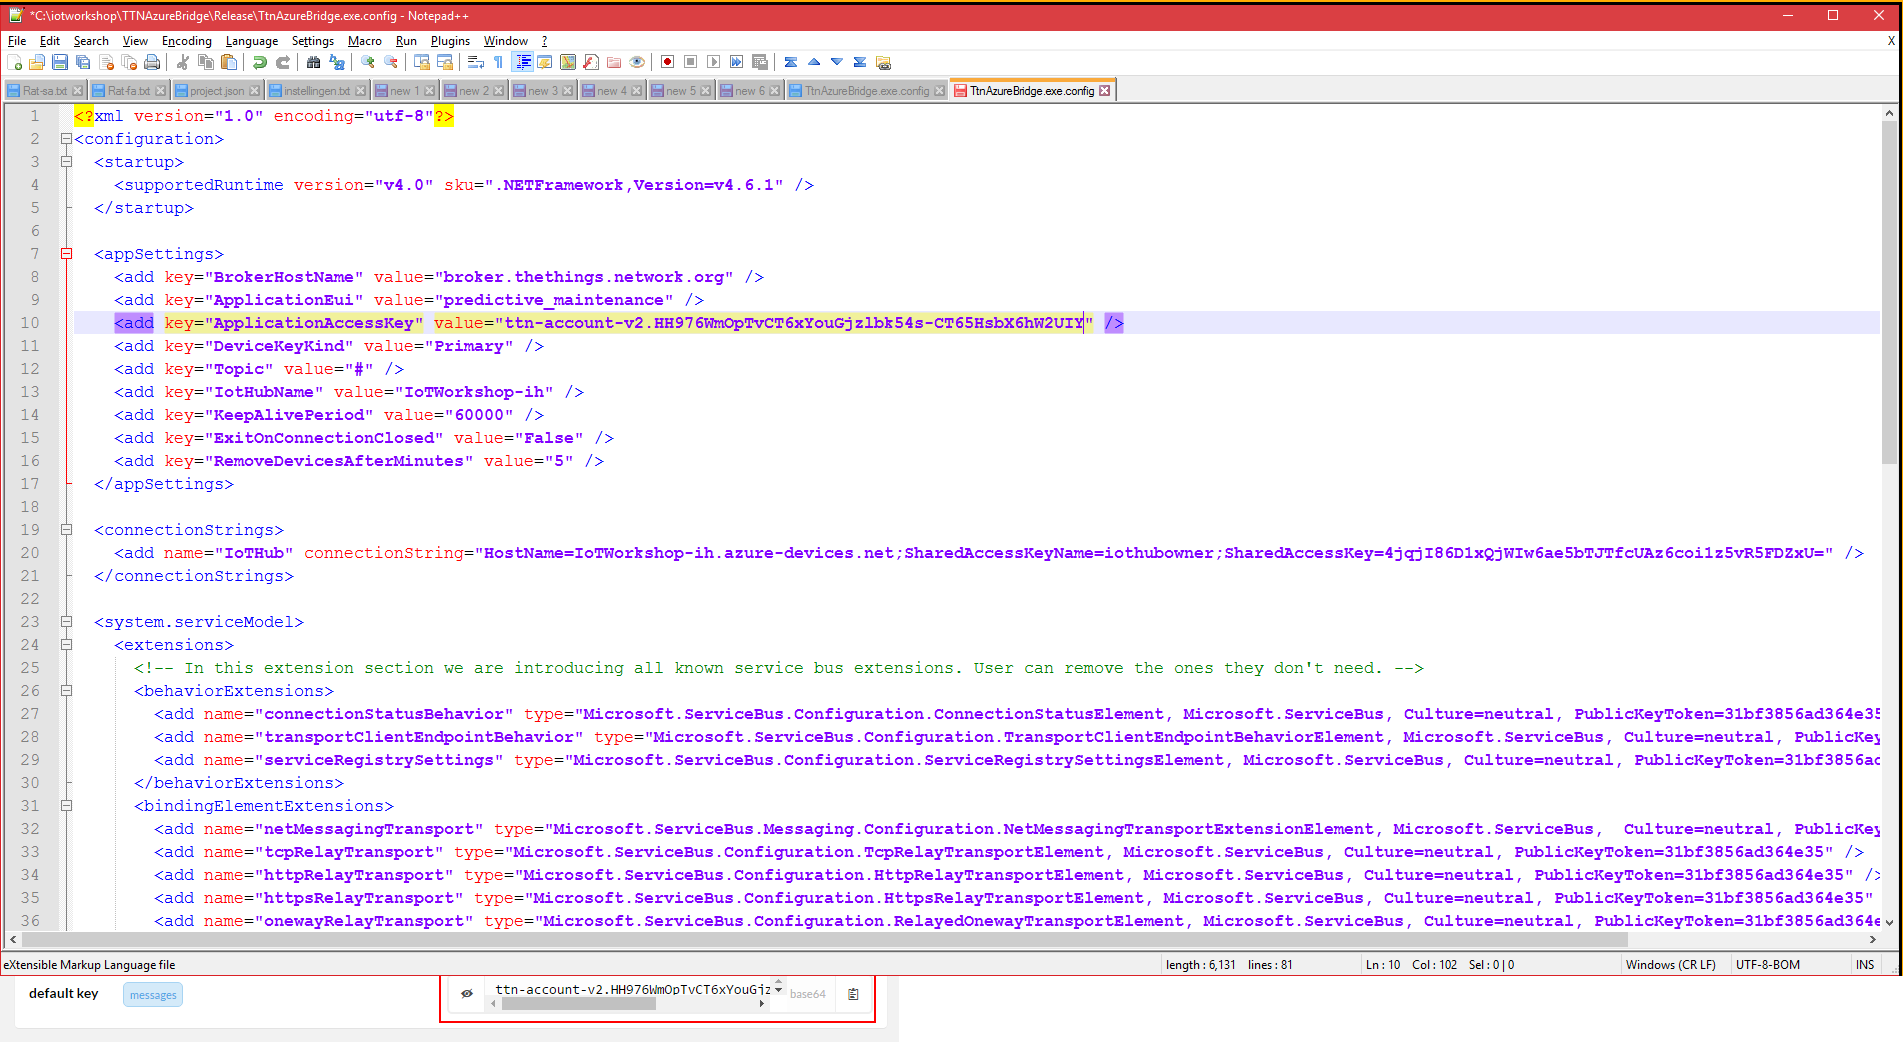 *C:\iotworkshop\TTNAzureBridge\Release\TtnAzureBridge.exe.config - Notepad++
File Edit Search View Encoding Language Settings Macro Run Plugins Window ? X
Rat-sa.txt Rat-fa.txt project.json instellingen.txt new 1 new 2 new 3 new 4 new 5 new 6 TtnAzureBridge.exe.config TtnAzureBridge.exe.config
1 <?xml version="1.0" encoding="utf-8"?>
2 <configuration>
3 <startup>
4 <supportedRuntime version="v4.0" sku=".NETFramework,Version=v4.6.1" />
5 </startup>
6
7 <appSettings>
8 <add key="BrokerHostName" value="broker.thethings.network.org" />
9 <add key="ApplicationEui" value="predictive_maintenance" />
10 <add key="ApplicationAccessKey" value="ttn-account-v2.HH976WmOpTvCT6xYouGjzlbk54s-CT65HsbX6hW2UIY" />
11 <add key="DeviceKeyKind" value="Primary" />
12 <add key="Topic" value="#" />
13 <add key="IotHubName" value="IoTWorkshop-ih" />
14 <add key="KeepAlivePeriod" value="60000" />
15 <add key="ExitOnConnectionClosed" value="False" />
16 <add key="RemoveDevicesAfterMinutes" value="5" />
17 </appSettings>
18
19 <connectionStrings>
20 <add name="IoTHub" connectionString="HostName=IoTWorkshop-ih.azure-devices.net;SharedAccessKeyName=iothubowner;SharedAccessKey=4jqjI86D1xQjWIw6ae5bTJTfcUAz6coi1z5vR5FDZxU=" />
21 </connectionStrings>
22
23 <system.serviceModel>
24 <extensions>
25 <!-- In this extension section we are introducing all known service bus extensions. User can remove the ones they don't need. -->
26 <behaviorExtensions>
27 <add name="connectionStatusBehavior" type="Microsoft.ServiceBus.Configuration.ConnectionStatusElement, Microsoft.ServiceBus, Culture=neutral, PublicKeyToken=31bf3856ad364e35
28 <add name="transportClientEndpointBehavior" type="Microsoft.ServiceBus.Configuration.TransportClientEndpointBehaviorElement, Microsoft.ServiceBus, Culture=neutral, PublicKey
29 <add name="serviceRegistrySettings" type="Microsoft.ServiceBus.Configuration.ServiceRegistrySettingsElement, Microsoft.ServiceBus, Culture=neutral, PublicKeyToken=31bf3856ad
30 </behaviorExtensions>
31 <bindingElementExtensions>
32 <add name="netMessagingTransport" type="Microsoft.ServiceBus.Messaging.Configuration.NetMessagingTransportExtensionElement, Microsoft.ServiceBus,  Culture=neutral, PublicKey
33 <add name="tcpRelayTransport" type="Microsoft.ServiceBus.Configuration.TcpRelayTransportElement, Microsoft.ServiceBus, Culture=neutral, PublicKeyToken=31bf3856ad364e35" />
34 <add name="httpRelayTransport" type="Microsoft.ServiceBus.Configuration.HttpRelayTransportElement, Microsoft.ServiceBus, Culture=neutral, PublicKeyToken=31bf3856ad364e35" />
35 <add name="httpsRelayTransport" type="Microsoft.ServiceBus.Configuration.HttpsRelayTransportElement, Microsoft.ServiceBus, Culture=neutral, PublicKeyToken=31bf3856ad364e35"
36 <add name="onewayRelayTransport" type="Microsoft.ServiceBus.Configuration.RelayedOnewayTransportElement, Microsoft.ServiceBus, Culture=neutral, PublicKeyToken=31bf3856ad364e
eXtensible Markup Language file length : 6,131 lines : 81 Ln : 10 Col : 102 Sel : 0 | 0 Windows (CR LF) UTF-8-BOM INS
default key messages ttn-account-v2.HH976WmOpTvCT6xYouGjz base64